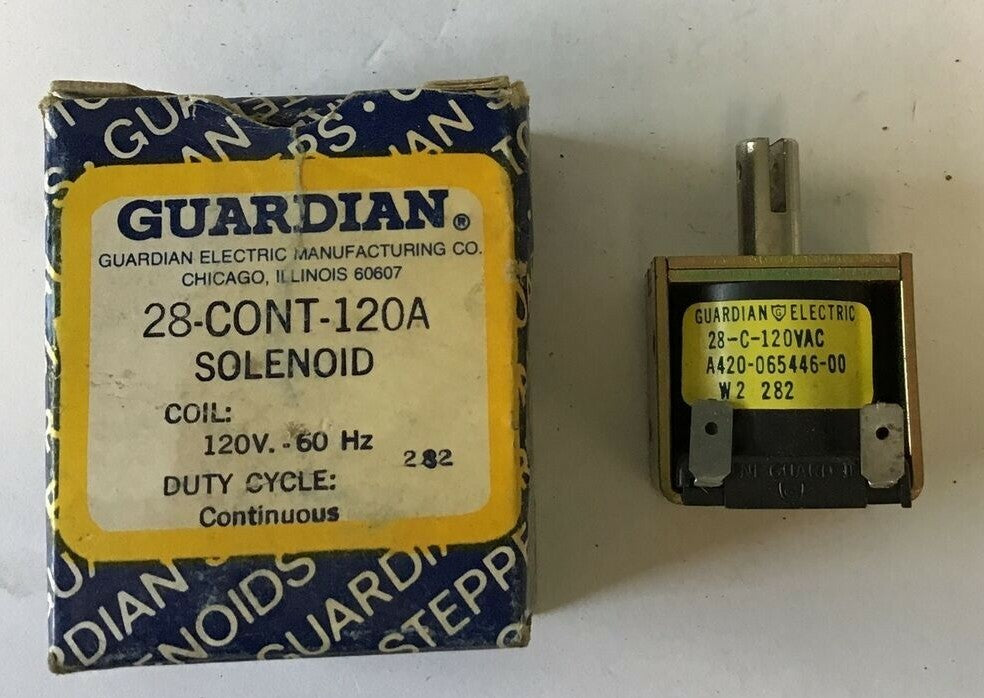 GUARDIAN®
GUARDIAN ELECTRIC MANUFACTURING CO.
CHICAGO, ILLINOIS 60607
28-CONT-120A
SOLENOID
COIL:
120V.-60 Hz
282
DUTY CYCLE:
Continuous
DIAN
NOIDS
GUARDI
STEPPE
GUARDIAN G ELECTRIC
28-C-120VAC
A420-065446-00
W2 282